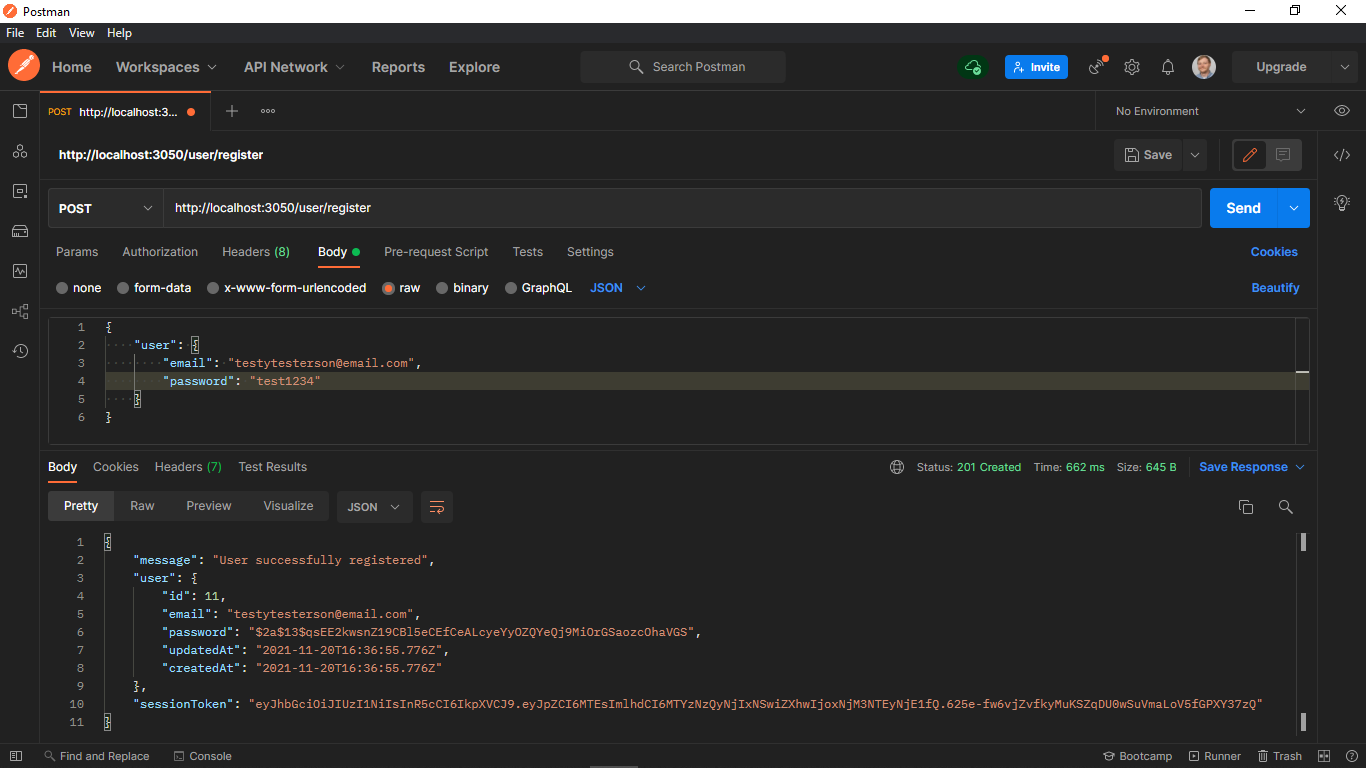 Postman
File Edit View Help
Home Workspaces API Network Reports Explore Search Postman Invite Upgrade
POST http://localhost:3... No Environment
http://localhost:3050/user/register Save
POST http://localhost:3050/user/register Send
Params Authorization Headers (8) Body Pre-request Script Tests Settings Cookies
none form-data x-www-form-urlencoded raw binary GraphQL JSON Beautify
1 {
2 "user": {
3 "email": "testytesterson@email.com",
4 "password": "test1234"
5 }
6 }
Body Cookies Headers (7) Test Results Status: 201 Created Time: 662 ms Size: 645 B Save Response
Pretty Raw Preview Visualize JSON
1 {
2 "message": "User successfully registered",
3 "user": {
4 "id": 11,
5 "email": "testytesterson@email.com",
6 "password": "$2a$13$qsEE2kwsnZ19CBl5eCEfCeALcyeYyOZQYeQj9MiOrGSaozcOhaVGS",
7 "updatedAt": "2021-11-20T16:36:55.776Z",
8 "createdAt": "2021-11-20T16:36:55.776Z"
9 },
10 "sessionToken": "eyJhbGciOiJIUzI1NiIsInR5cCI6IkpXVCJ9.eyJpZCI6MTEsImlhdCI6MTYzNzQyNjIxNSwiZXhwIjoxNjM3NTEyNjE1fQ.625e-fw6vjZvfkyMuKSZqDU0wSuVmaLoV5fGPXY37zQ"
11 }
Find and Replace Console Bootcamp Runner Trash